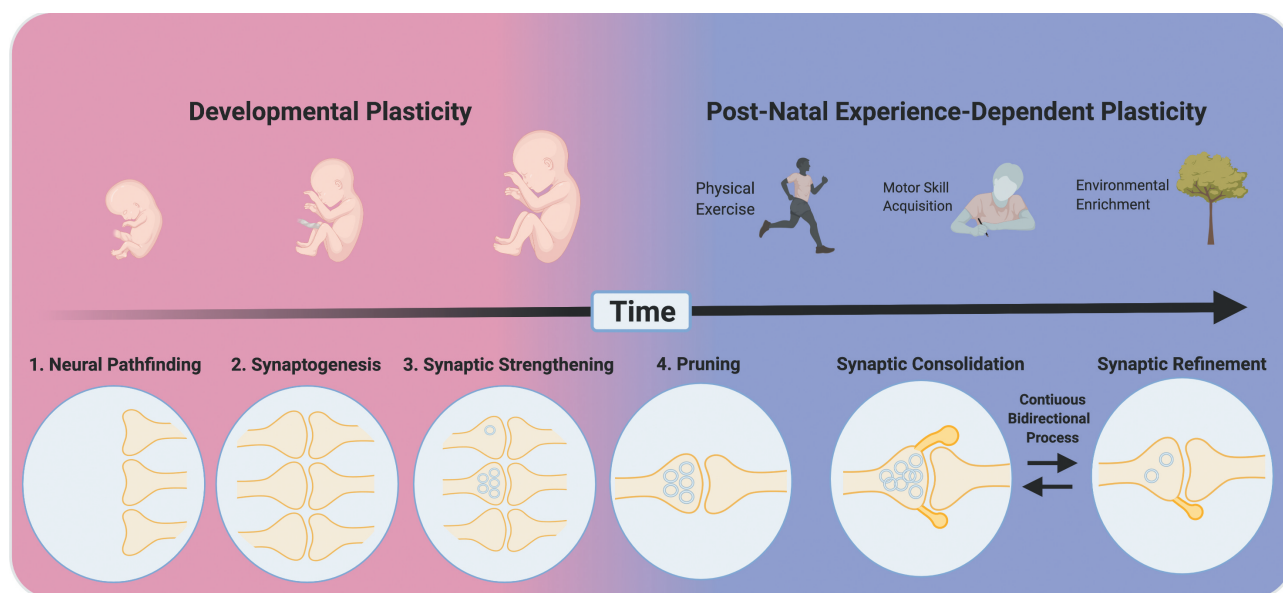 Developmental Plasticity
Post-Natal Experience-Dependent Plasticity
Physical
Exercise
Motor Skill
Acquisition
Environmental
Enrichment
Time
1. Neural Pathfinding
2. Synaptogenesis
3. Synaptic Strengthening
4. Pruning
Synaptic Consolidation
Synaptic Refinement
Contiuous
Bidirectional
Process